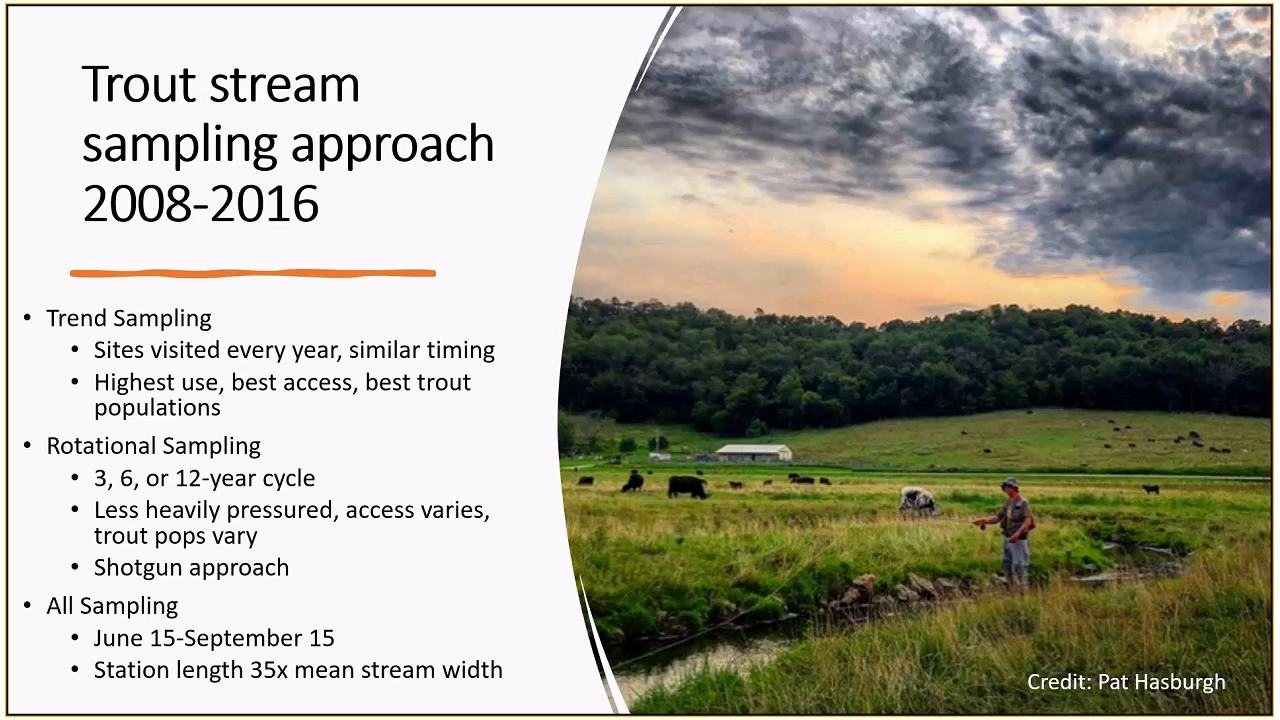 Trout stream
sampling approach
2008-2016
• Trend Sampling
• Sites visited every year, similar timing
• Highest use, best access, best trout
populations
• Rotational Sampling
• 3, 6, or 12-year cycle
• Less heavily pressured, access varies,
trout pops vary
• Shotgun approach
• All Sampling
• June 15-September 15
• Station length 35x mean stream width
Credit: Pat Hasburgh